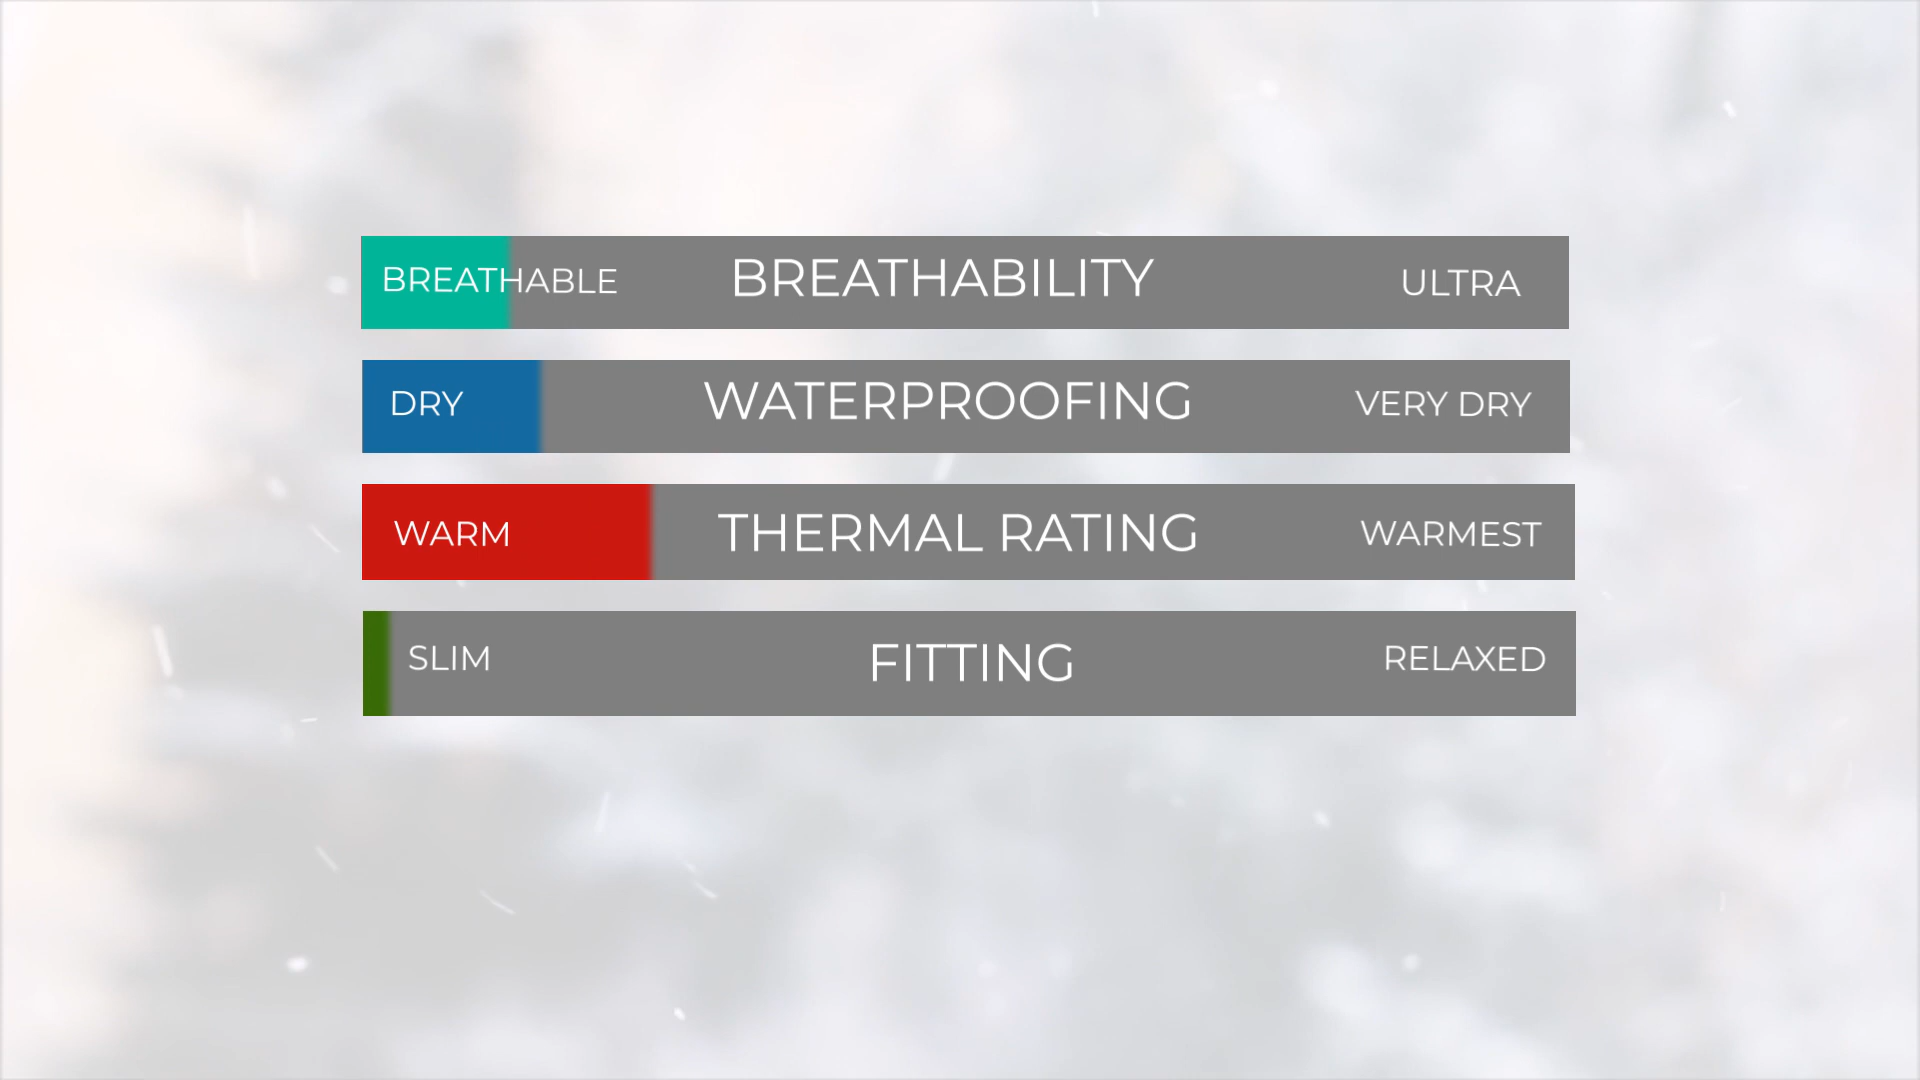 BREATHABLE BREATHABILITY ULTRA
DRY WATERPROOFING VERY DRY
WARM THERMAL RATING WARMEST
SLIM FITTING RELAXED